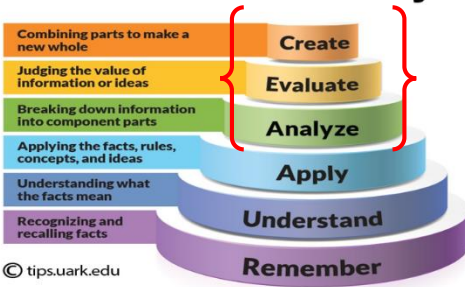 Combining parts to make a
new whole
Create
Judging the value of
information or ideas
Evaluate
Breaking down information
into component parts
Analyze
Applying the facts, rules,
concepts, and ideas
Apply
Understanding what
the facts mean
Understand
Recognizing and
recalling facts
Remember
© tips.uark.edu